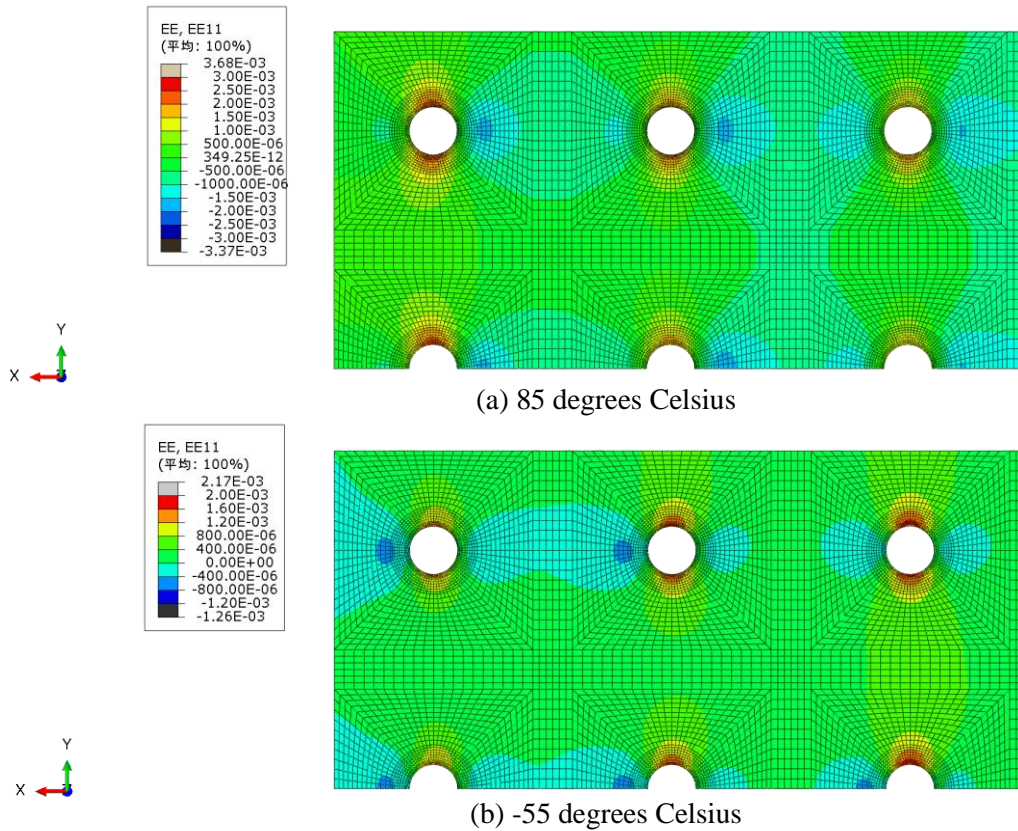 EE, EE11
(平均: 100%)
3.68E-03
3.00E-03
2.50E-03
2.00E-03
1.50E-03
1.00E-03
500.00E-06
349.25E-12
-500.00E-06
-1000.00E-06
-1.50E-03
-2.00E-03
-2.50E-03
-3.00E-03
-3.37E-03
Y
X
Z
(a) 85 degrees Celsius
EE, EE11
(平均: 100%)
2.17E-03
2.00E-03
1.60E-03
1.20E-03
800.00E-06
400.00E-06
0.00E+00
-400.00E-06
-800.00E-06
-1.20E-03
-1.26E-03
Y
X
Z
(b) -55 degrees Celsius